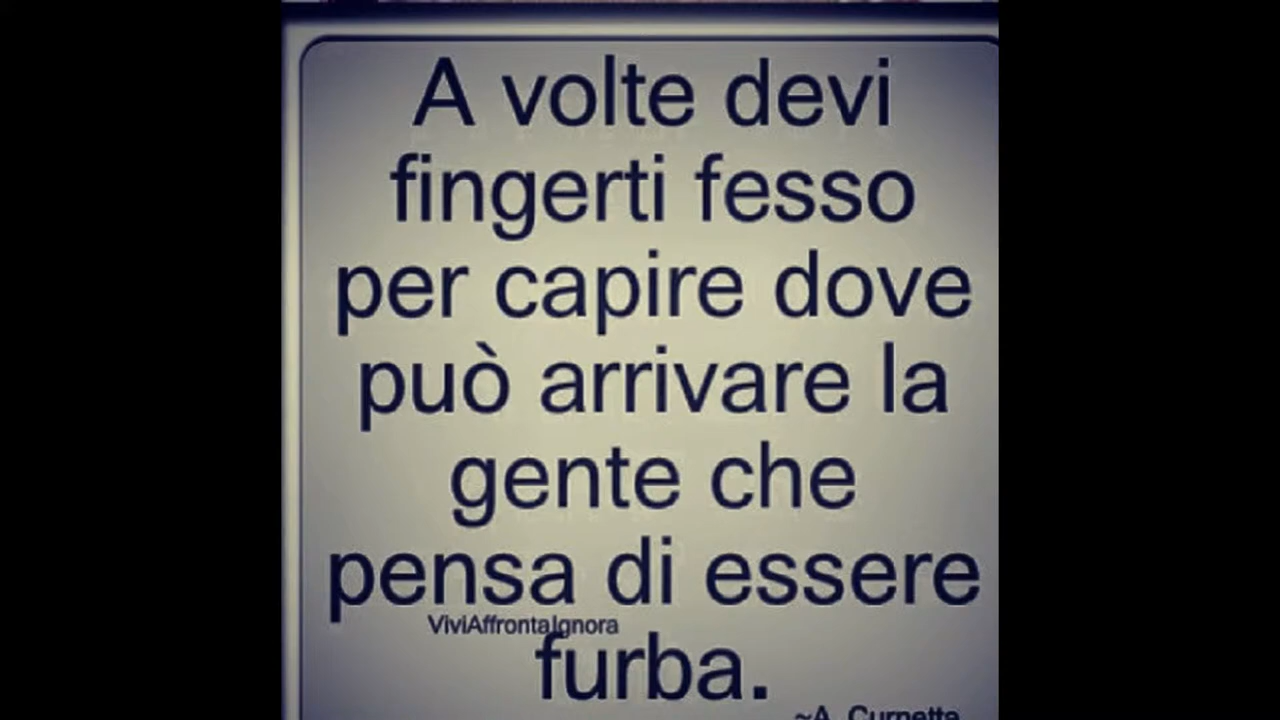 A volte devi
fingerti fesso
per capire dove
può arrivare la
gente che
pensa di essere
ViviAffrontaIgnora
furba.
~A. Curnetta